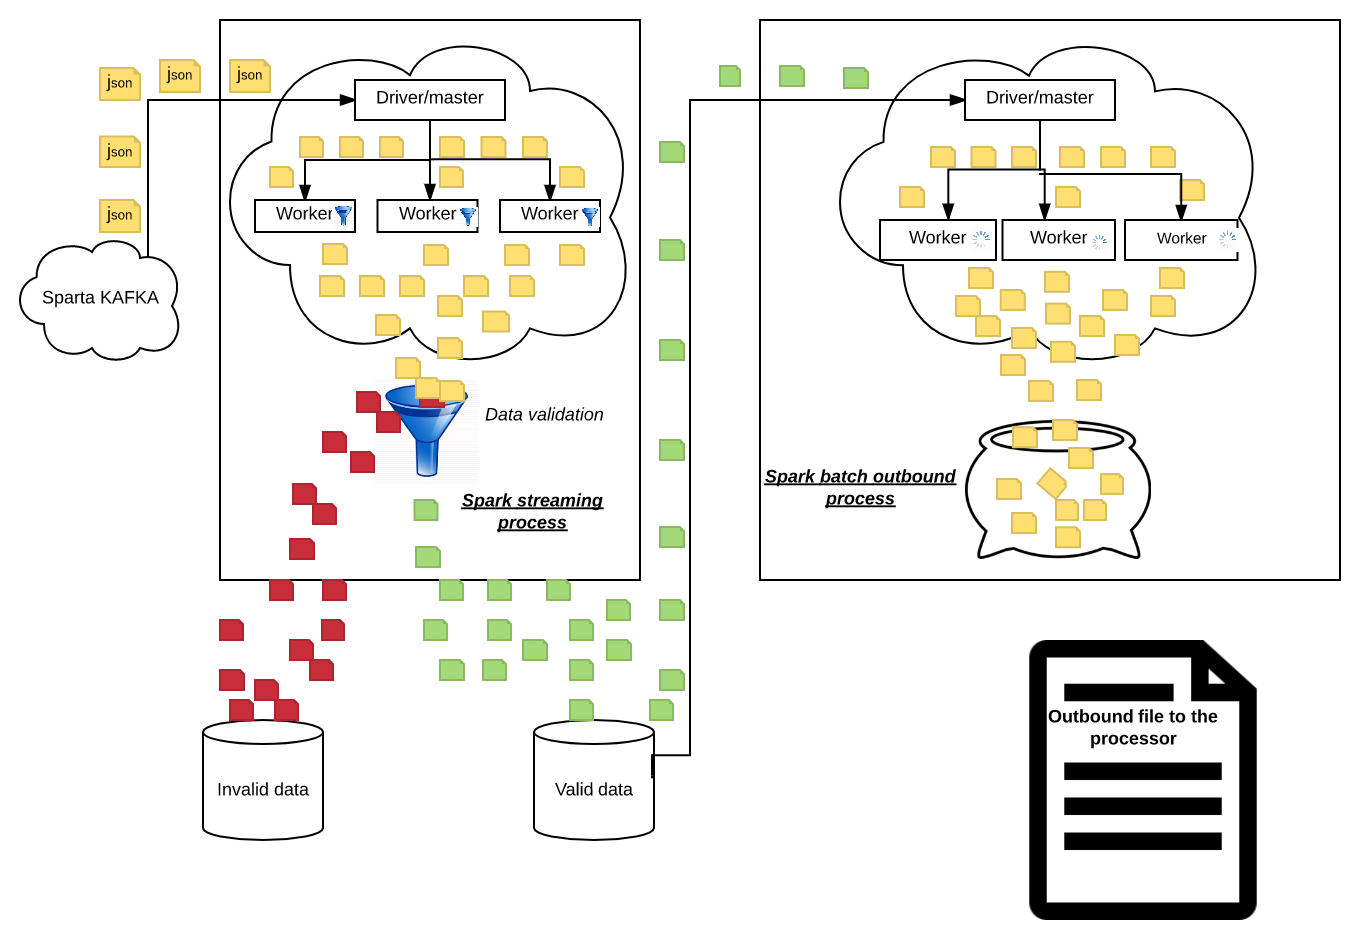 json
json
json
json
json
Sparta KAFKA
Driver/master
Worker
Worker
Worker
Data validation
Spark streaming
process
Invalid data
Valid data
Driver/master
Worker
Worker
Worker
Spark batch outbound
process
Outbound file to the
processor